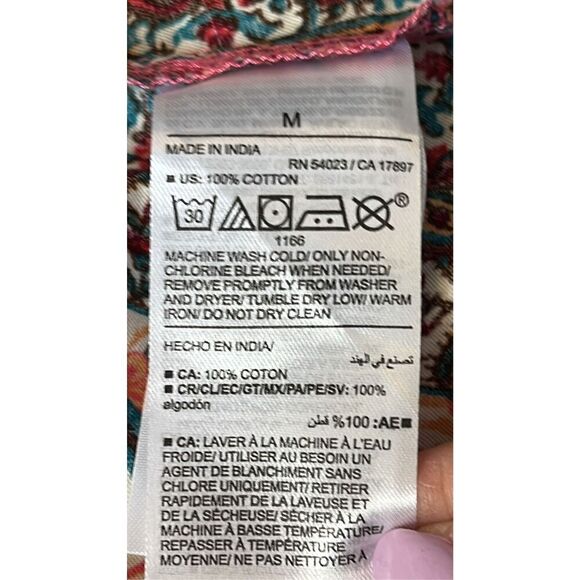 M
MADE IN INDIA
RN 54023 / CA 17897
■ US: 100% COTTON
30
®
1166
MACHINE WASH COLD/ ONLY NON-
CHLORINE BLEACH WHEN NEEDED/
REMOVE PROMPTLY FROM WASHER
AND DRYER/ TUMBLE DRY LOW/ WARM
IRON/ DO NOT DRY CLEAN
HECHO EN INDIA/
تصنع في الهند
■ CA: 100% COTON
■ CR/CL/EC/GT/MX/PA/PE/SV: 100%
algodón
■AE: 100% قطن
■ CA: LAVER À LA MACHINE À L'EAU
FROIDE/ UTILISER AU BESOIN UN
AGENT DE BLANCHIMENT SANS
CHLORE UNIQUEMENT/ RETIRER
RAPIDEMENT DE LA LAVEUSE ET
DE LA SÉCHEUSE/ SÉCHER À LA
MACHINE À BASSE TEMPÉRATURE/
REPASSER À TEMPÉRATURE
MOYENNE/ NE PAS NETTOYER À